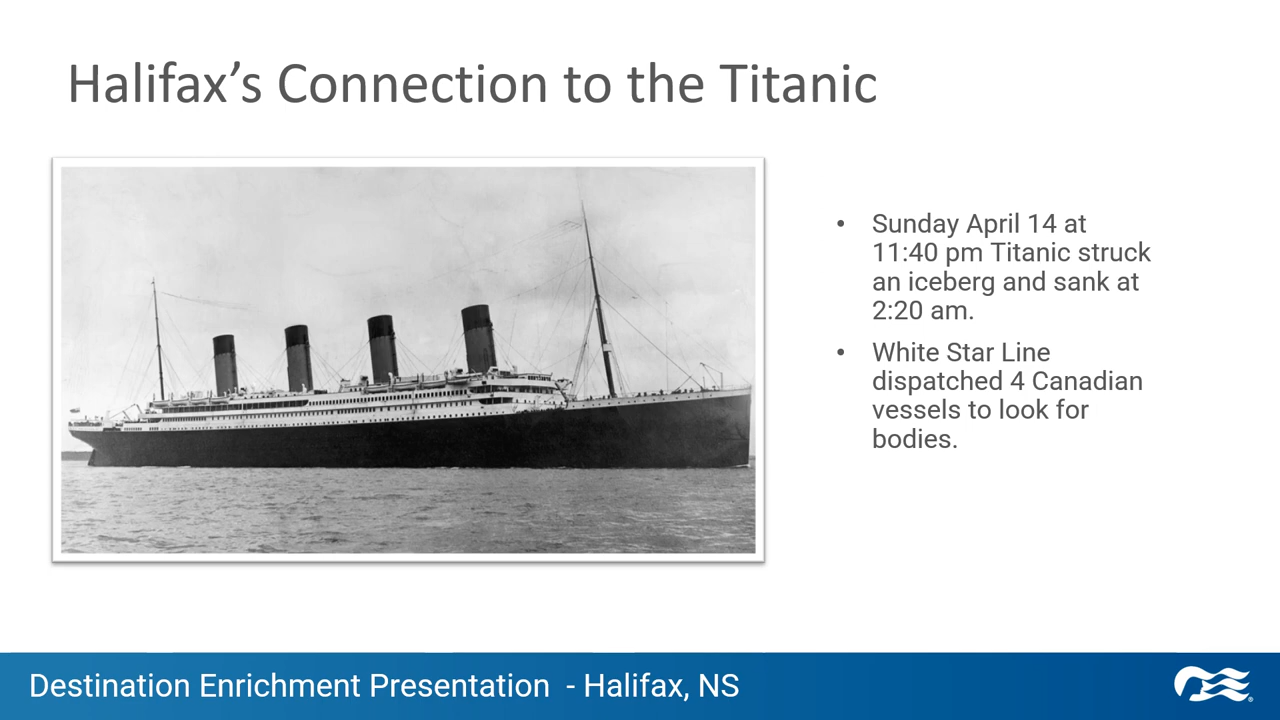 Halifax’s Connection to the Titanic
• Sunday April 14 at
11:40 pm Titanic struck
an iceberg and sank at
2:20 am.
• White Star Line
dispatched 4 Canadian
vessels to look for
bodies.
Destination Enrichment Presentation - Halifax, NS
®